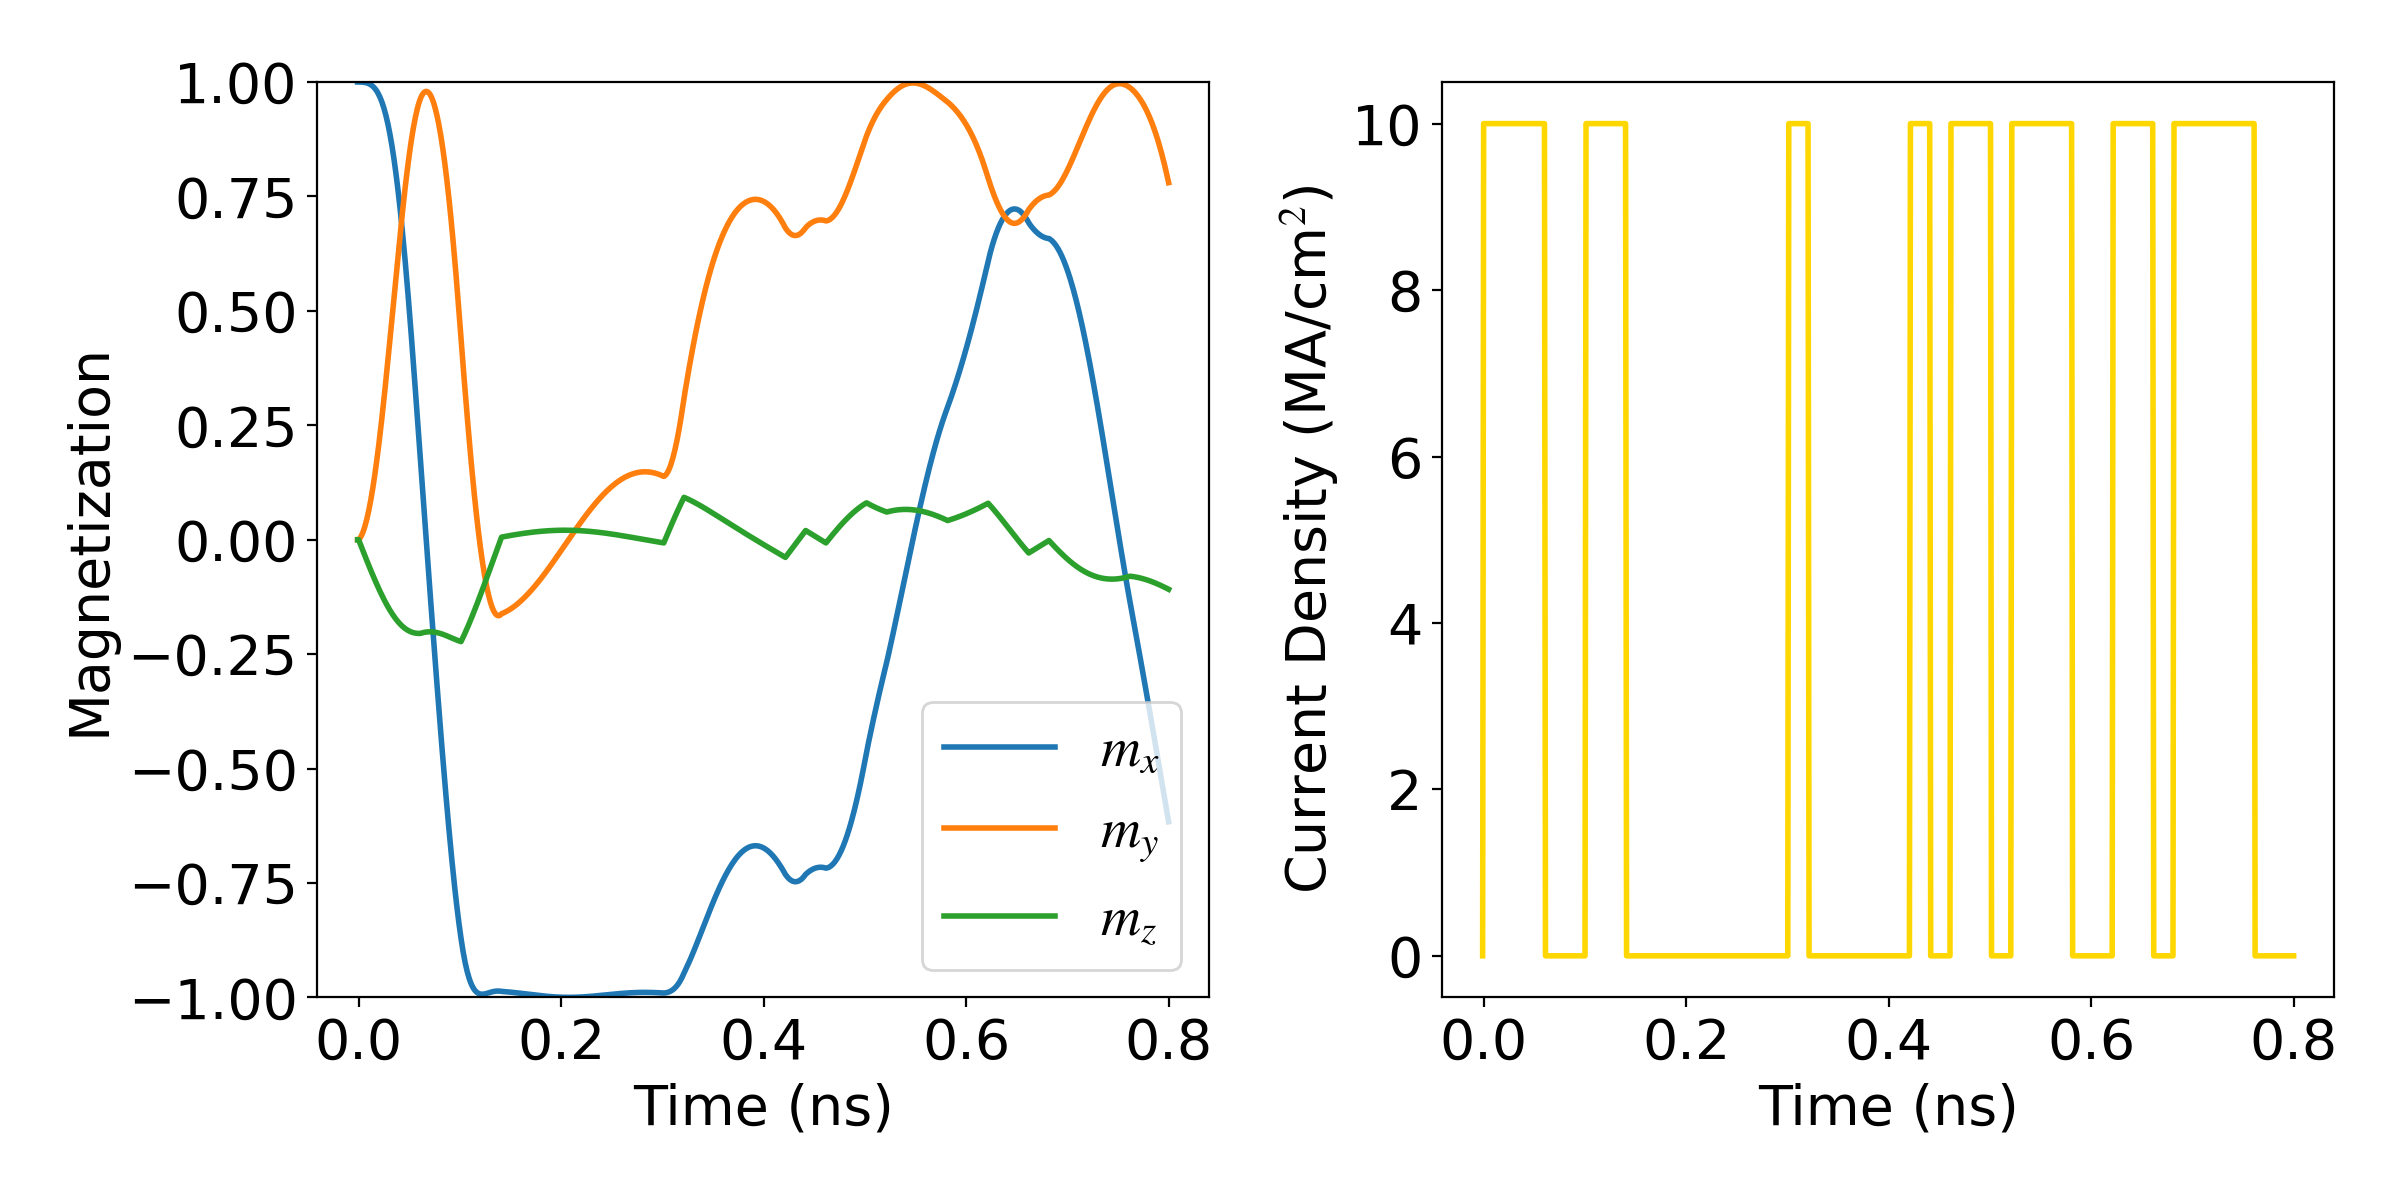 1.00
0.75
0.50
0.25
0.00
−0.25
−0.50
−0.75
−1.00
Magnetization
0.0 0.2 0.4 0.6 0.8
Time (ns)
m_x
m_y
m_z
10
8
6
4
2
0
Current Density (MA/cm²)
0.0 0.2 0.4 0.6 0.8
Time (ns)